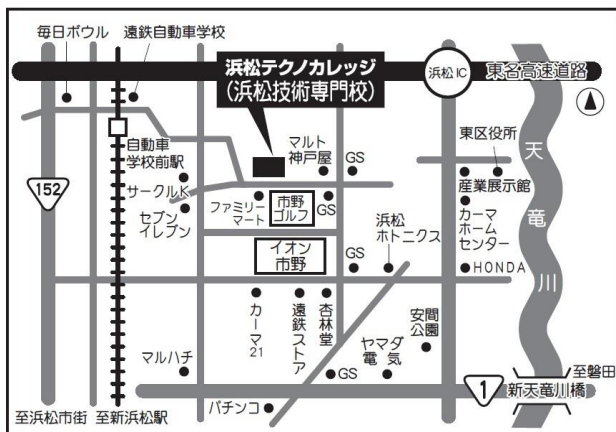 毎日ボウル
遠鉄自動車学校
浜松テクノカレッジ
(浜松技術専門校)
浜松IC
東名高速道路
自動車
学校前駅
マルト
神戸屋
GS
東区役所
天竜川
152
サークルK
セブン
イレブン
ファミリー
マート
市野
ゴルフ
GS
浜松
ホトニクス
産業展示館
カーマ
ホーム
センター
イオン
市野
GS
HONDA
カーマ
21
遠鉄ストア
杏林堂
安間
公園
マルハチ
GS
ヤマダ
電気
至磐田
1
新天竜川橋
至浜松市街
至新浜松駅
パチンコ